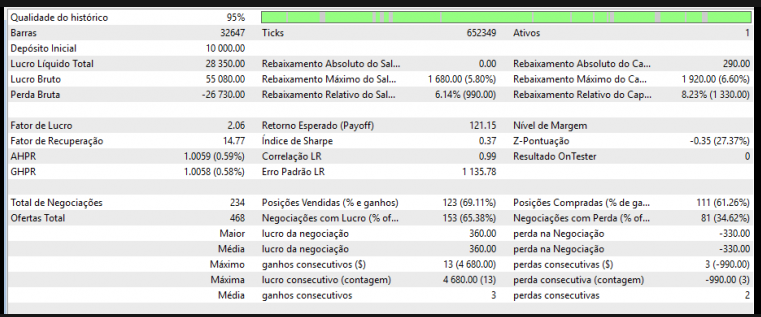 Qualidade do histórico 95%
Barras 32647 Ticks 652349 Ativos 1
Depósito Inicial 10 000.00
Lucro Líquido Total 28 350.00 Rebaixamento Absoluto do Sal... 0.00 Rebaixamento Absoluto do Ca... 290.00
Lucro Bruto 55 080.00 Rebaixamento Máximo do Sal... 1 680.00 (5.80%) Rebaixamento Máximo do Ca... 1 920.00 (6.60%)
Perda Bruta -26 730.00 Rebaixamento Relativo do Sal... 6.14% (990.00) Rebaixamento Relativo do Cap... 8.23% (1 330.00)
Fator de Lucro 2.06 Retorno Esperado (Payoff) 121.15 Nível de Margem
Fator de Recuperação 14.77 Índice de Sharpe 0.37 Z-Pontuação -0.35 (27.37%)
AHPR 1.0059 (0.59%) Correlação LR 0.99 Resultado OnTester 0
GHPR 1.0058 (0.58%) Erro Padrão LR 1 135.78
Total de Negociações 234 Posições Vendidas (% e ganhos) 123 (69.11%) Posições Compradas (% de ga... 111 (61.26%)
Ofertas Total 468 Negociações com Lucro (% of... 153 (65.38%) Negociações com Perda (% of... 81 (34.62%)
Maior lucro da negociação 360.00 perda na Negociação -330.00
Média lucro da negociação 360.00 perda na Negociação -330.00
Máximo ganhos consecutivos ($) 13 (4 680.00) perdas consecutivas ($) 3 (-990.00)
Máxima lucro consecutivo (contagem) 4 680.00 (13) perda consecutiva (contagem) -990.00 (3)
Média ganhos consecutivos 3 perdas consecutivas 2